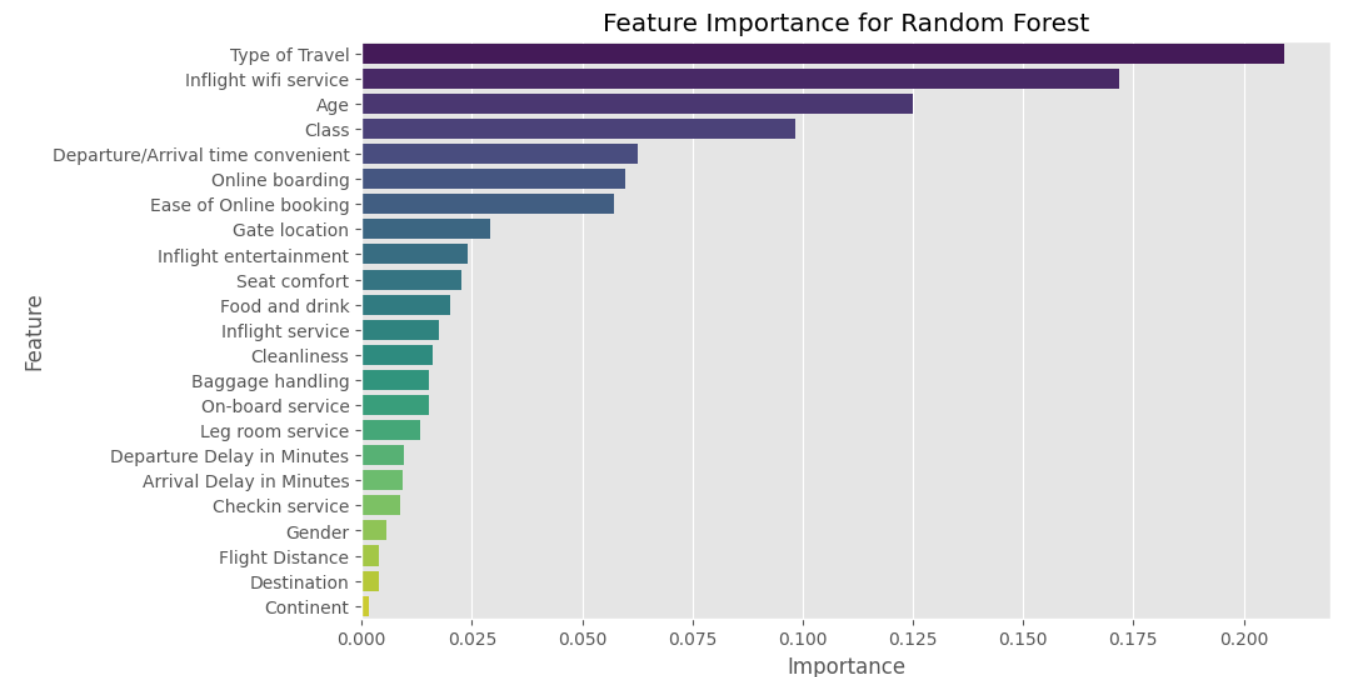 Feature Importance for Random Forest
Type of Travel
Inflight wifi service
Age
Class
Departure/Arrival time convenient
Online boarding
Ease of Online booking
Gate location
Inflight entertainment
Seat comfort
Food and drink
Inflight service
Cleanliness
Baggage handling
On-board service
Leg room service
Departure Delay in Minutes
Arrival Delay in Minutes
Checkin service
Gender
Flight Distance
Destination
Continent
Feature
0.000 0.025 0.050 0.075 0.100 0.125 0.150 0.175 0.200
Importance